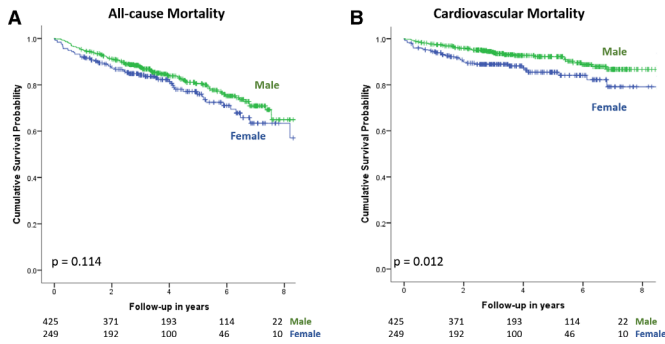 A All-cause Mortality
Cumulative Survival Probability
1.0
0.8
0.6
0.4
0.2
0.0
Male
Female
p = 0.114
0 2 4 6 8
Follow-up in years
425 371 193 114 22 Male
249 192 100 46 10 Female
B Cardiovascular Mortality
Cumulative Survival Probability
1.0
0.8
0.6
0.4
0.2
0.0
Male
Female
p = 0.012
0 2 4 6 8
Follow-up in years
425 371 193 114 22 Male
249 192 100 46 10 Female